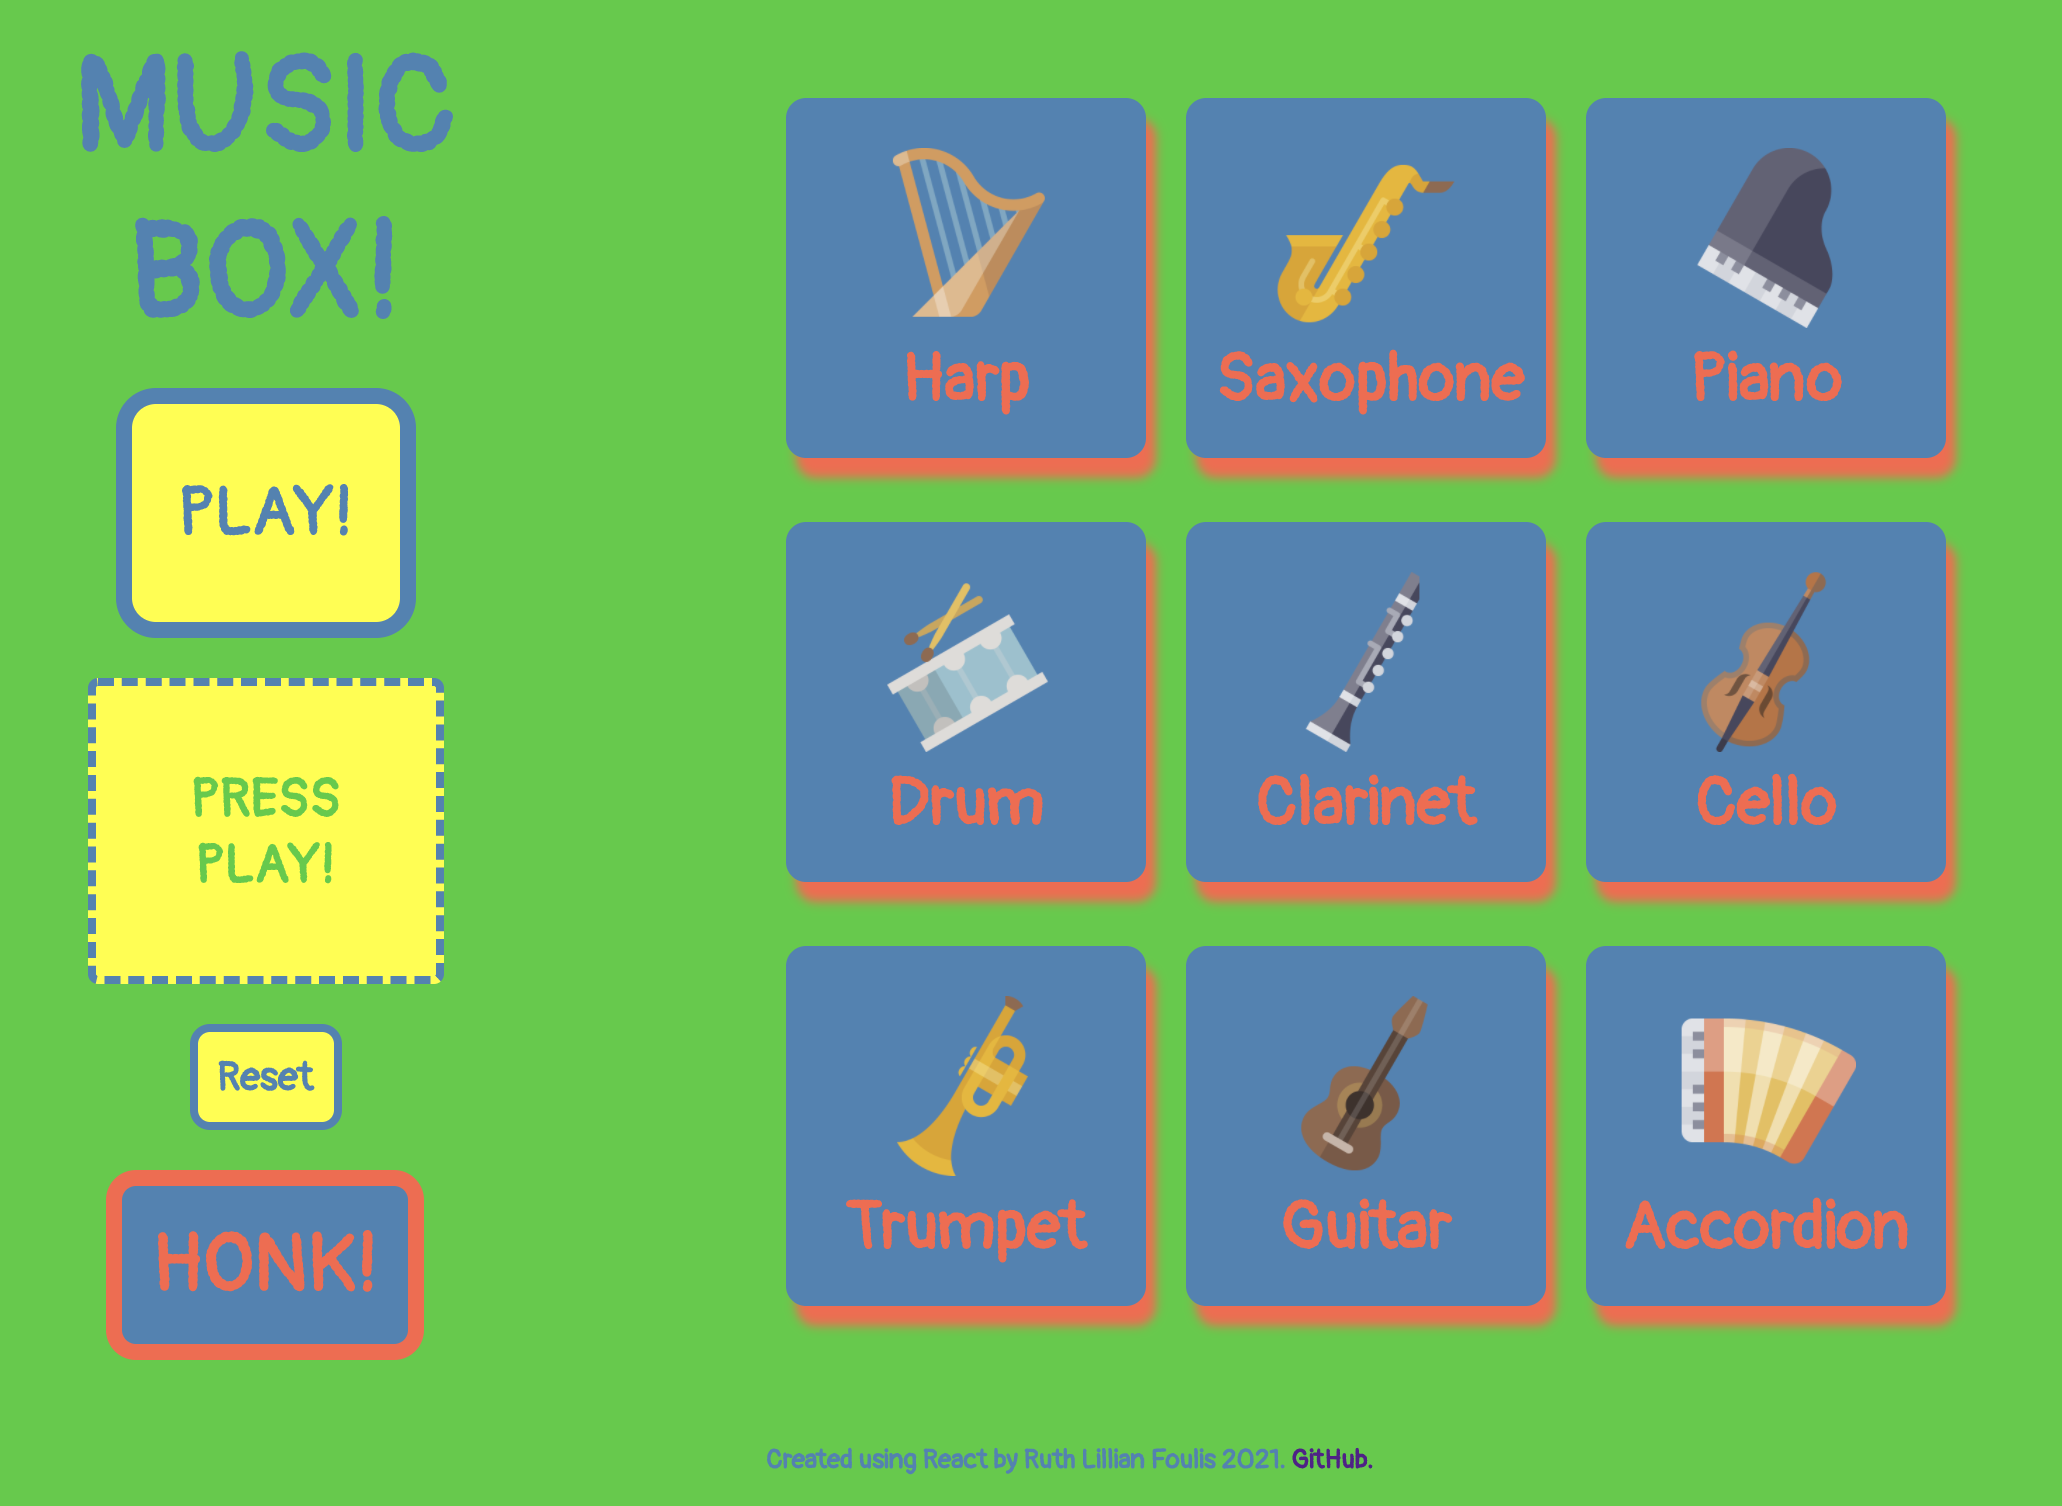 MUSIC
BOX!
PLAY!
PRESS
PLAY!
Reset
HONK!
Harp
Saxophone
Piano
Drum
Clarinet
Cello
Trumpet
Guitar
Accordion
Created using React by Ruth Lillian Foulis 2021. GitHub.